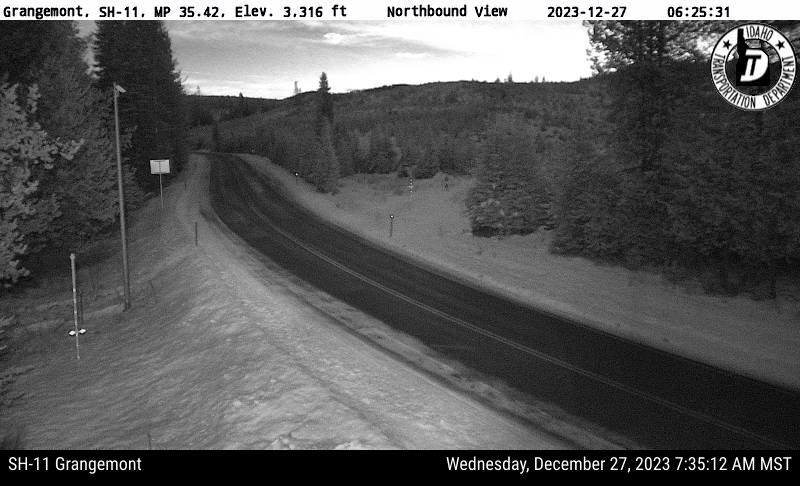 Grangemont, SH-11, MP 35.42, Elev. 3,316 ft Northbound View 2023-12-27 06:25:31
IDAHO
TRANSPORTATION DEPARTMENT
SH-11 Grangemont Wednesday, December 27, 2023 7:35:12 AM MST